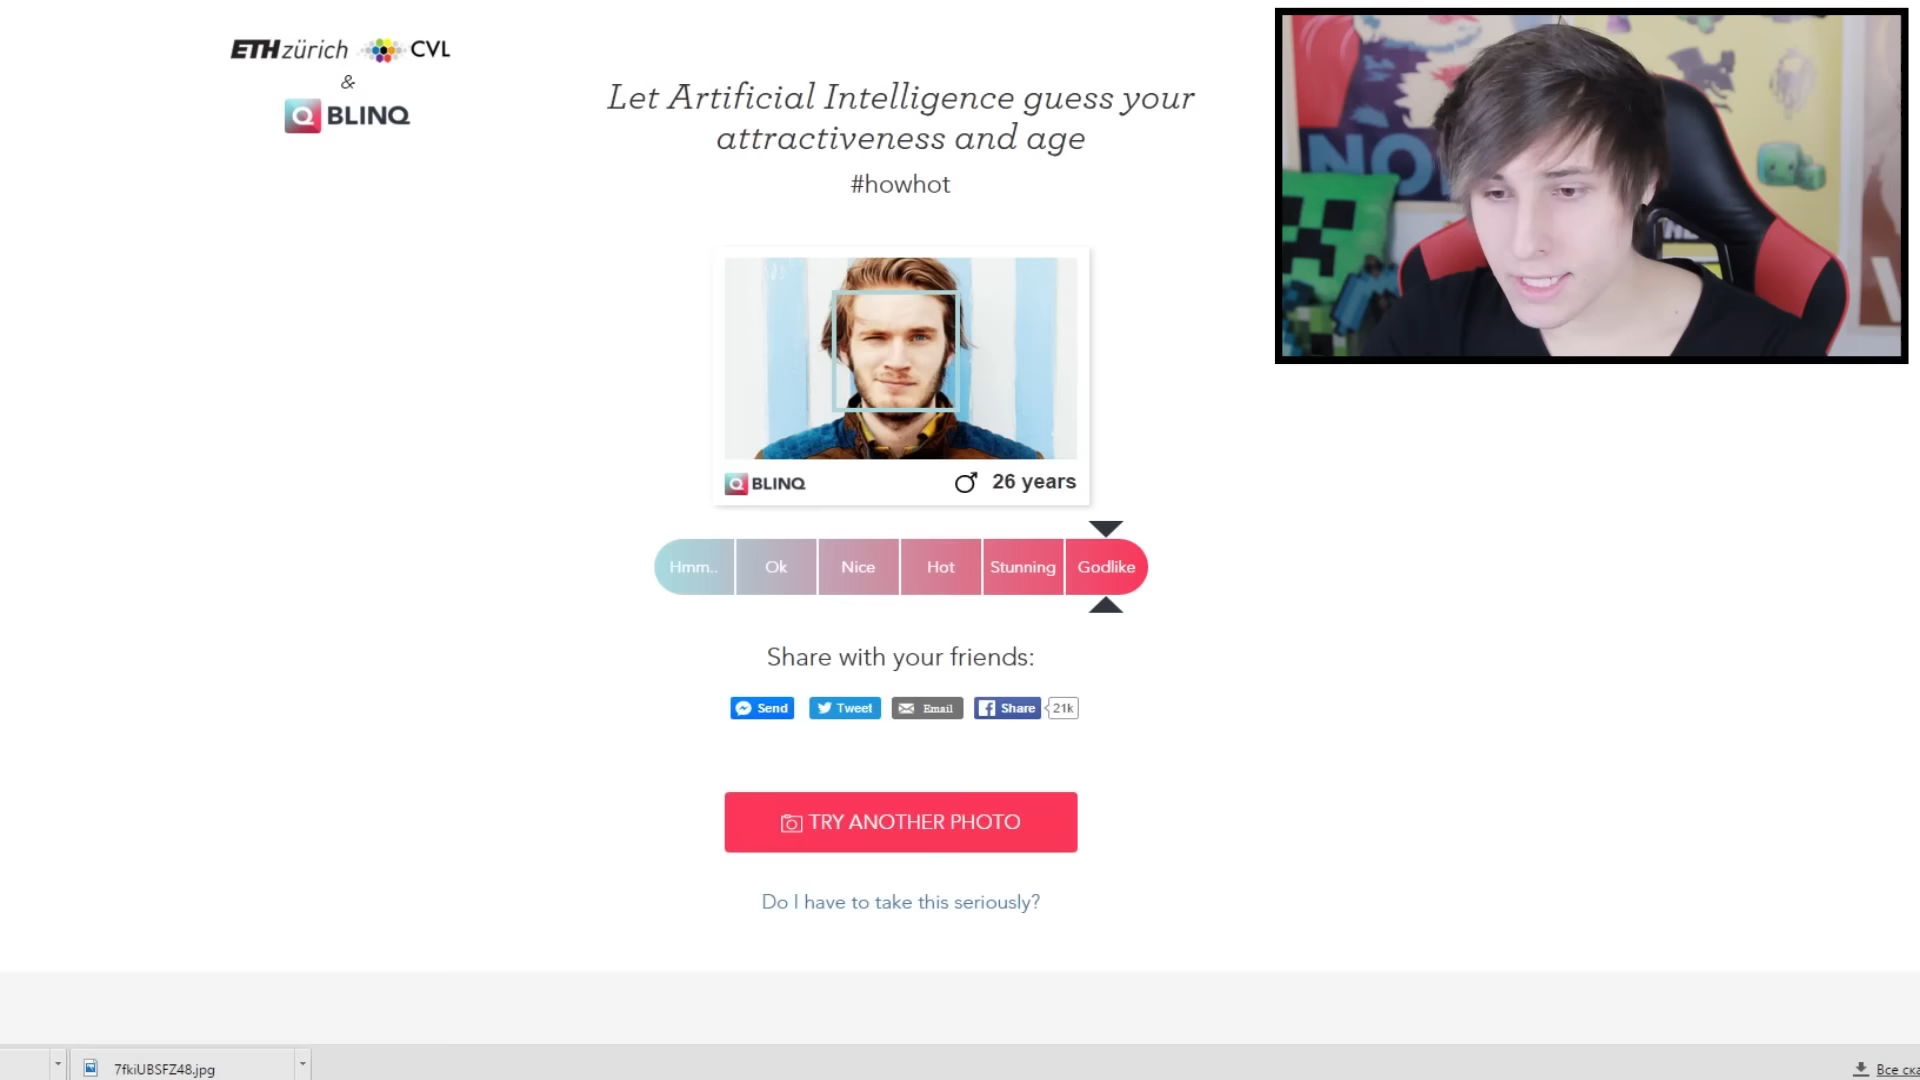 ETHzürich CVL
&
BLINQ
Let Artificial Intelligence guess your
attractiveness and age
#howhot
BLINQ ♂ 26 years
Hmm.. Ok Nice Hot Stunning Godlike
Share with your friends:
Send Tweet Email Share 21k
TRY ANOTHER PHOTO
Do I have to take this seriously?
7fkiUBSFZ48.jpg
Все
NO